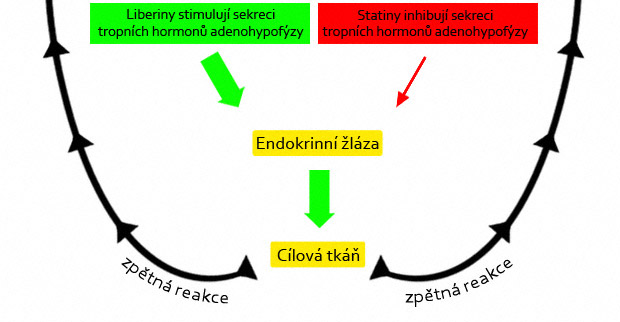 Liberiny stimulují sekreci
tropních hormonů adenohypofýzy
Statiny inhibují sekreci
tropních hormonů adenohypofýzy
Endokrinní žláza
Cílová tkáň
zpětná reakce
zpětná reakce